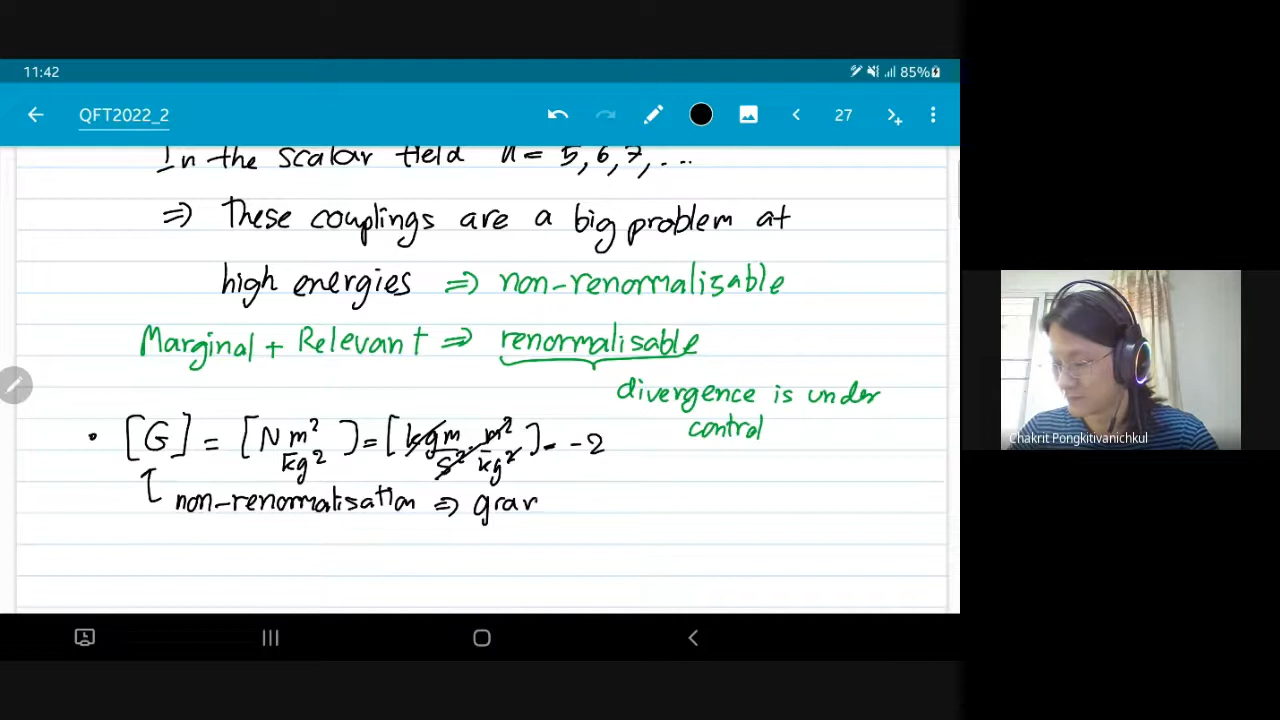 11:42
85%
QFT2022_2
27
In the scalar field n = 5, 6, 7, ...
⇒ These couplings are a big problem at
high energies ⇒ non-renormalisable
Marginal + Relevant ⇒ renormalisable
divergence is under
control
• [G] = [N m²/kg²] = [kg m/s² · m²/kg²] = -2
non-renormalisation ⇒ grav
Chakrit Pongkitivanichkul